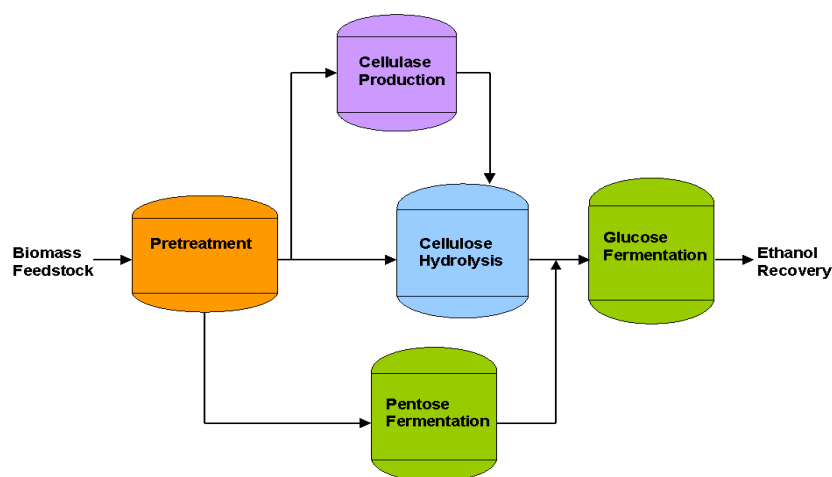 Cellulase
Production
Biomass
Feedstock
Pretreatment
Cellulose
Hydrolysis
Glucose
Fermentation
Ethanol
Recovery
Pentose
Fermentation